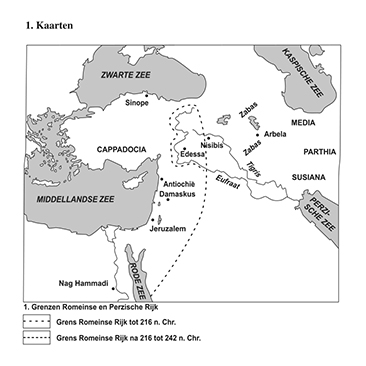 1. Kaarten
ZWARTE ZEE
KASPISCHE ZEE
Sinope
Zabas
MEDIA
Arbela
Nisibis
Zabas
CAPPADOCIA
Edessa
PARTHIA
Tigris
SUSIANA
Antiochië
Eufraat
Damaskus
MIDDELLANDSE ZEE
PERZI-
SCHE ZEE
Jeruzalem
Nag Hammadi
RODE ZEE
1. Grenzen Romeinse en Perzische Rijk
Grens Romeinse Rijk tot 216 n. Chr.
Grens Romeinse Rijk na 216 tot 242 n. Chr.